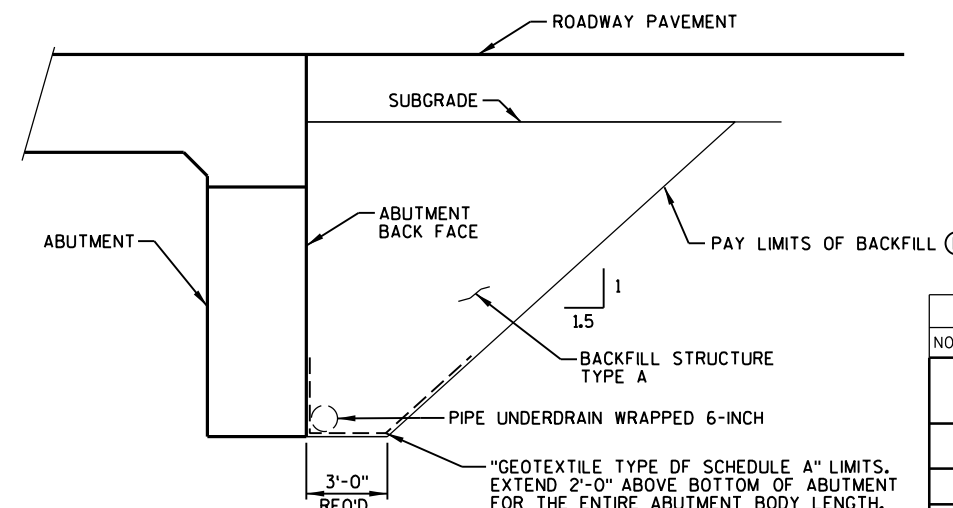 ROADWAY PAVEMENT
SUBGRADE
ABUTMENT
BACK FACE
ABUTMENT
PAY LIMITS OF BACKFILL
1
1.5
NO
BACKFILL STRUCTURE
TYPE A
PIPE UNDERDRAIN WRAPPED 6-INCH
"GEOTEXTILE TYPE DF SCHEDULE A" LIMITS.
EXTEND 2'-0" ABOVE BOTTOM OF ABUTMENT
FOR THE ENTIRE ABUTMENT BODY LENGTH.
3'-0"
REQ'D